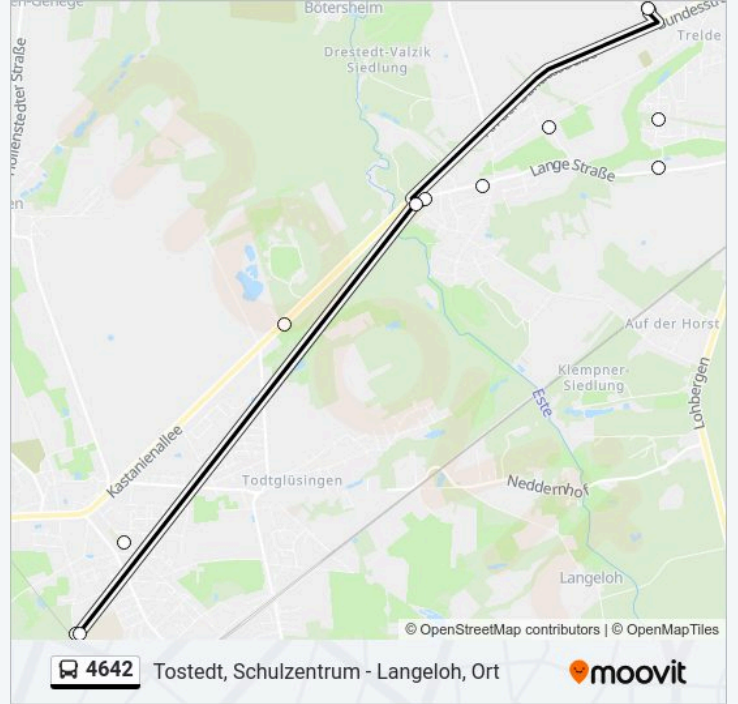 Bötersheim
Drestedt-Valzik
Siedlung
Trelde
Lange Straße
Auf der Horst
Klempner-
Siedlung
Este
Lohbergen
Kastanienallee
Todtglüsingen
Neddernhof
Langeloh
© OpenStreetMap contributors | © OpenMapTiles
4642 Tostedt, Schulzentrum - Langeloh, Ort
moovit